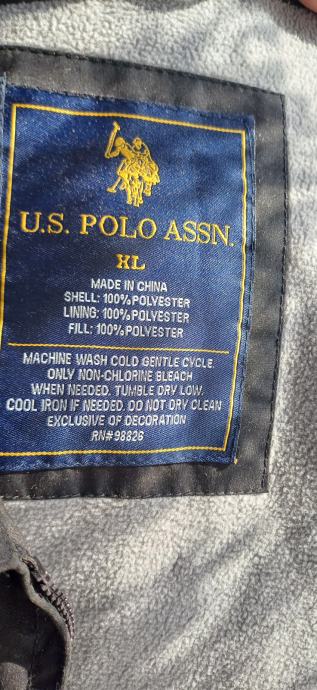 U.S. POLO ASSN.
XL
MADE IN CHINA
SHELL: 100% POLYESTER
LINING: 100% POLYESTER
FILL: 100% POLYESTER
MACHINE WASH COLD GENTLE CYCLE.
ONLY NON-CHLORINE BLEACH
WHEN NEEDED. TUMBLE DRY LOW.
COOL IRON IF NEEDED. DO NOT DRY CLEAN
EXCLUSIVE OF DECORATION
RN#98826